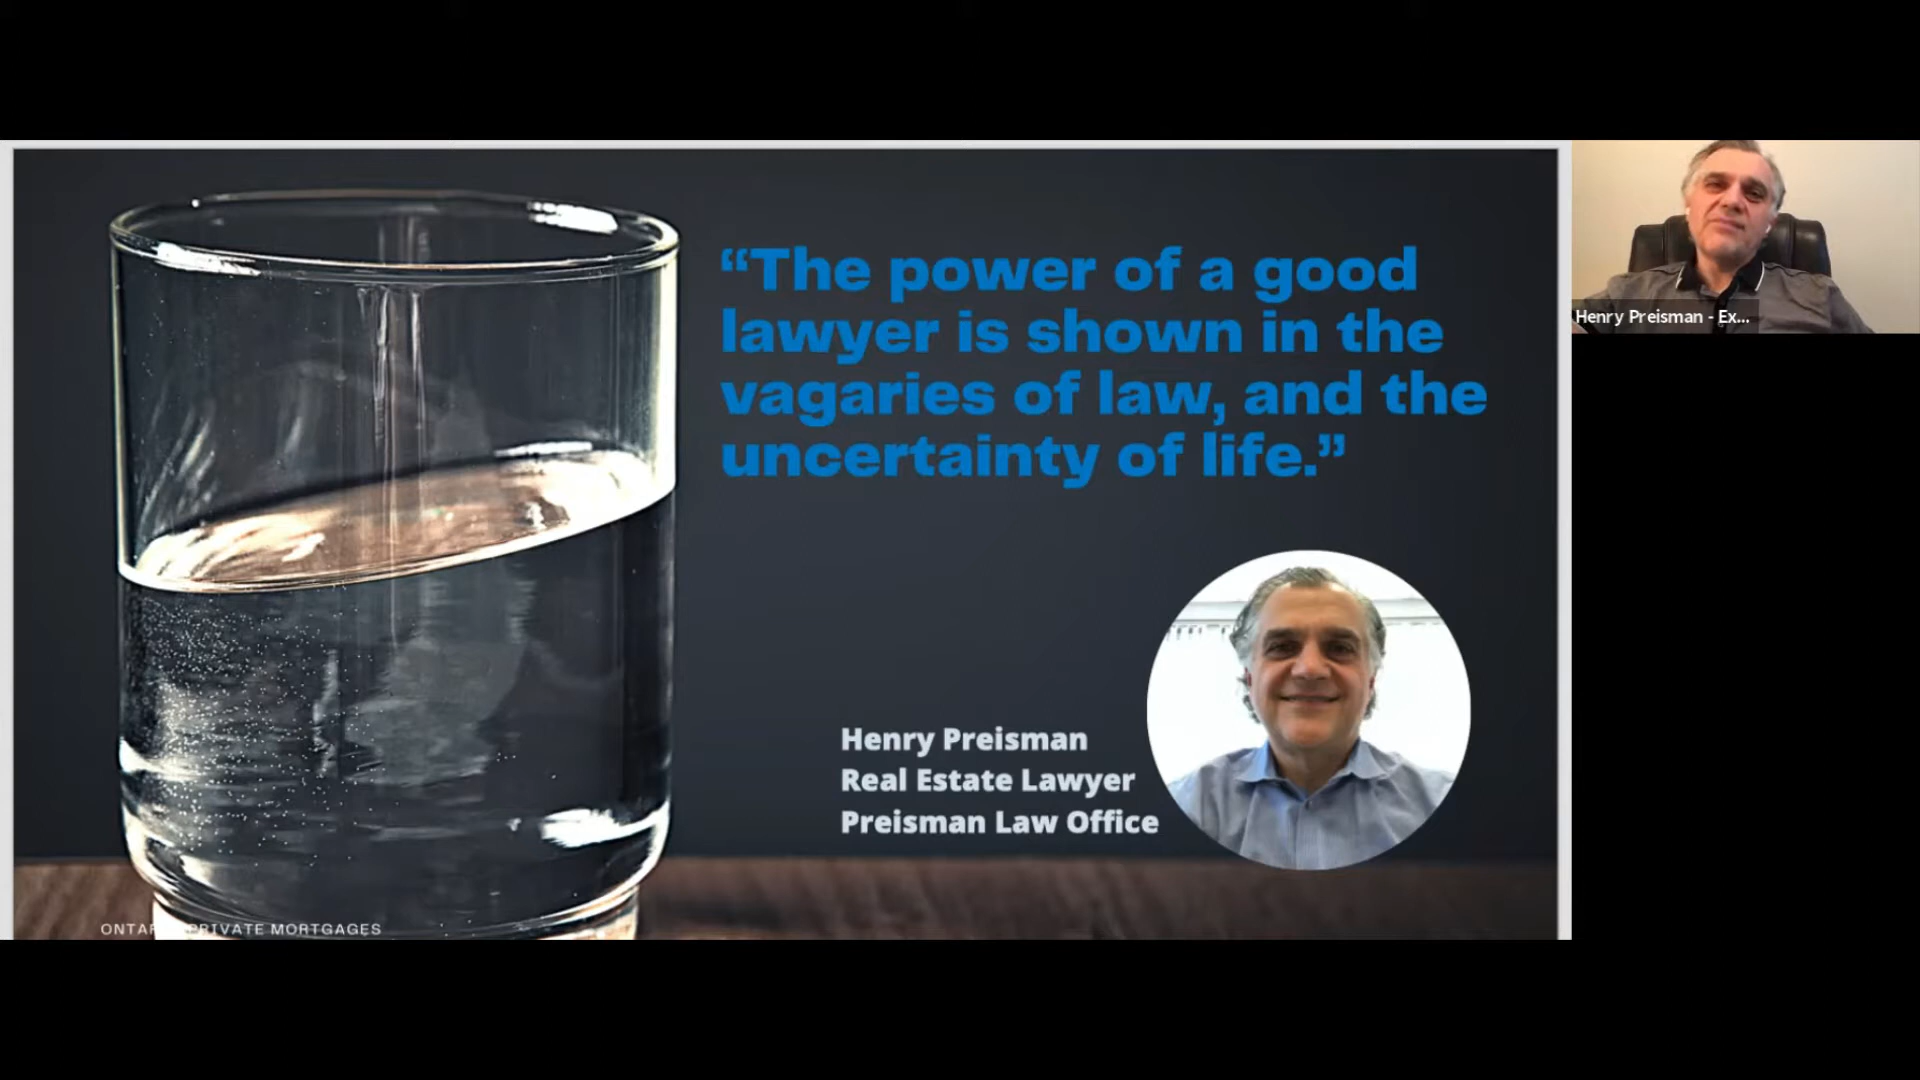 “The power of a good
lawyer is shown in the
vagaries of law, and the
uncertainty of life.”
Henry Preisman
Real Estate Lawyer
Preisman Law Office
ONTARIO PRIVATE MORTGAGES
Henry Preisman - Ex...